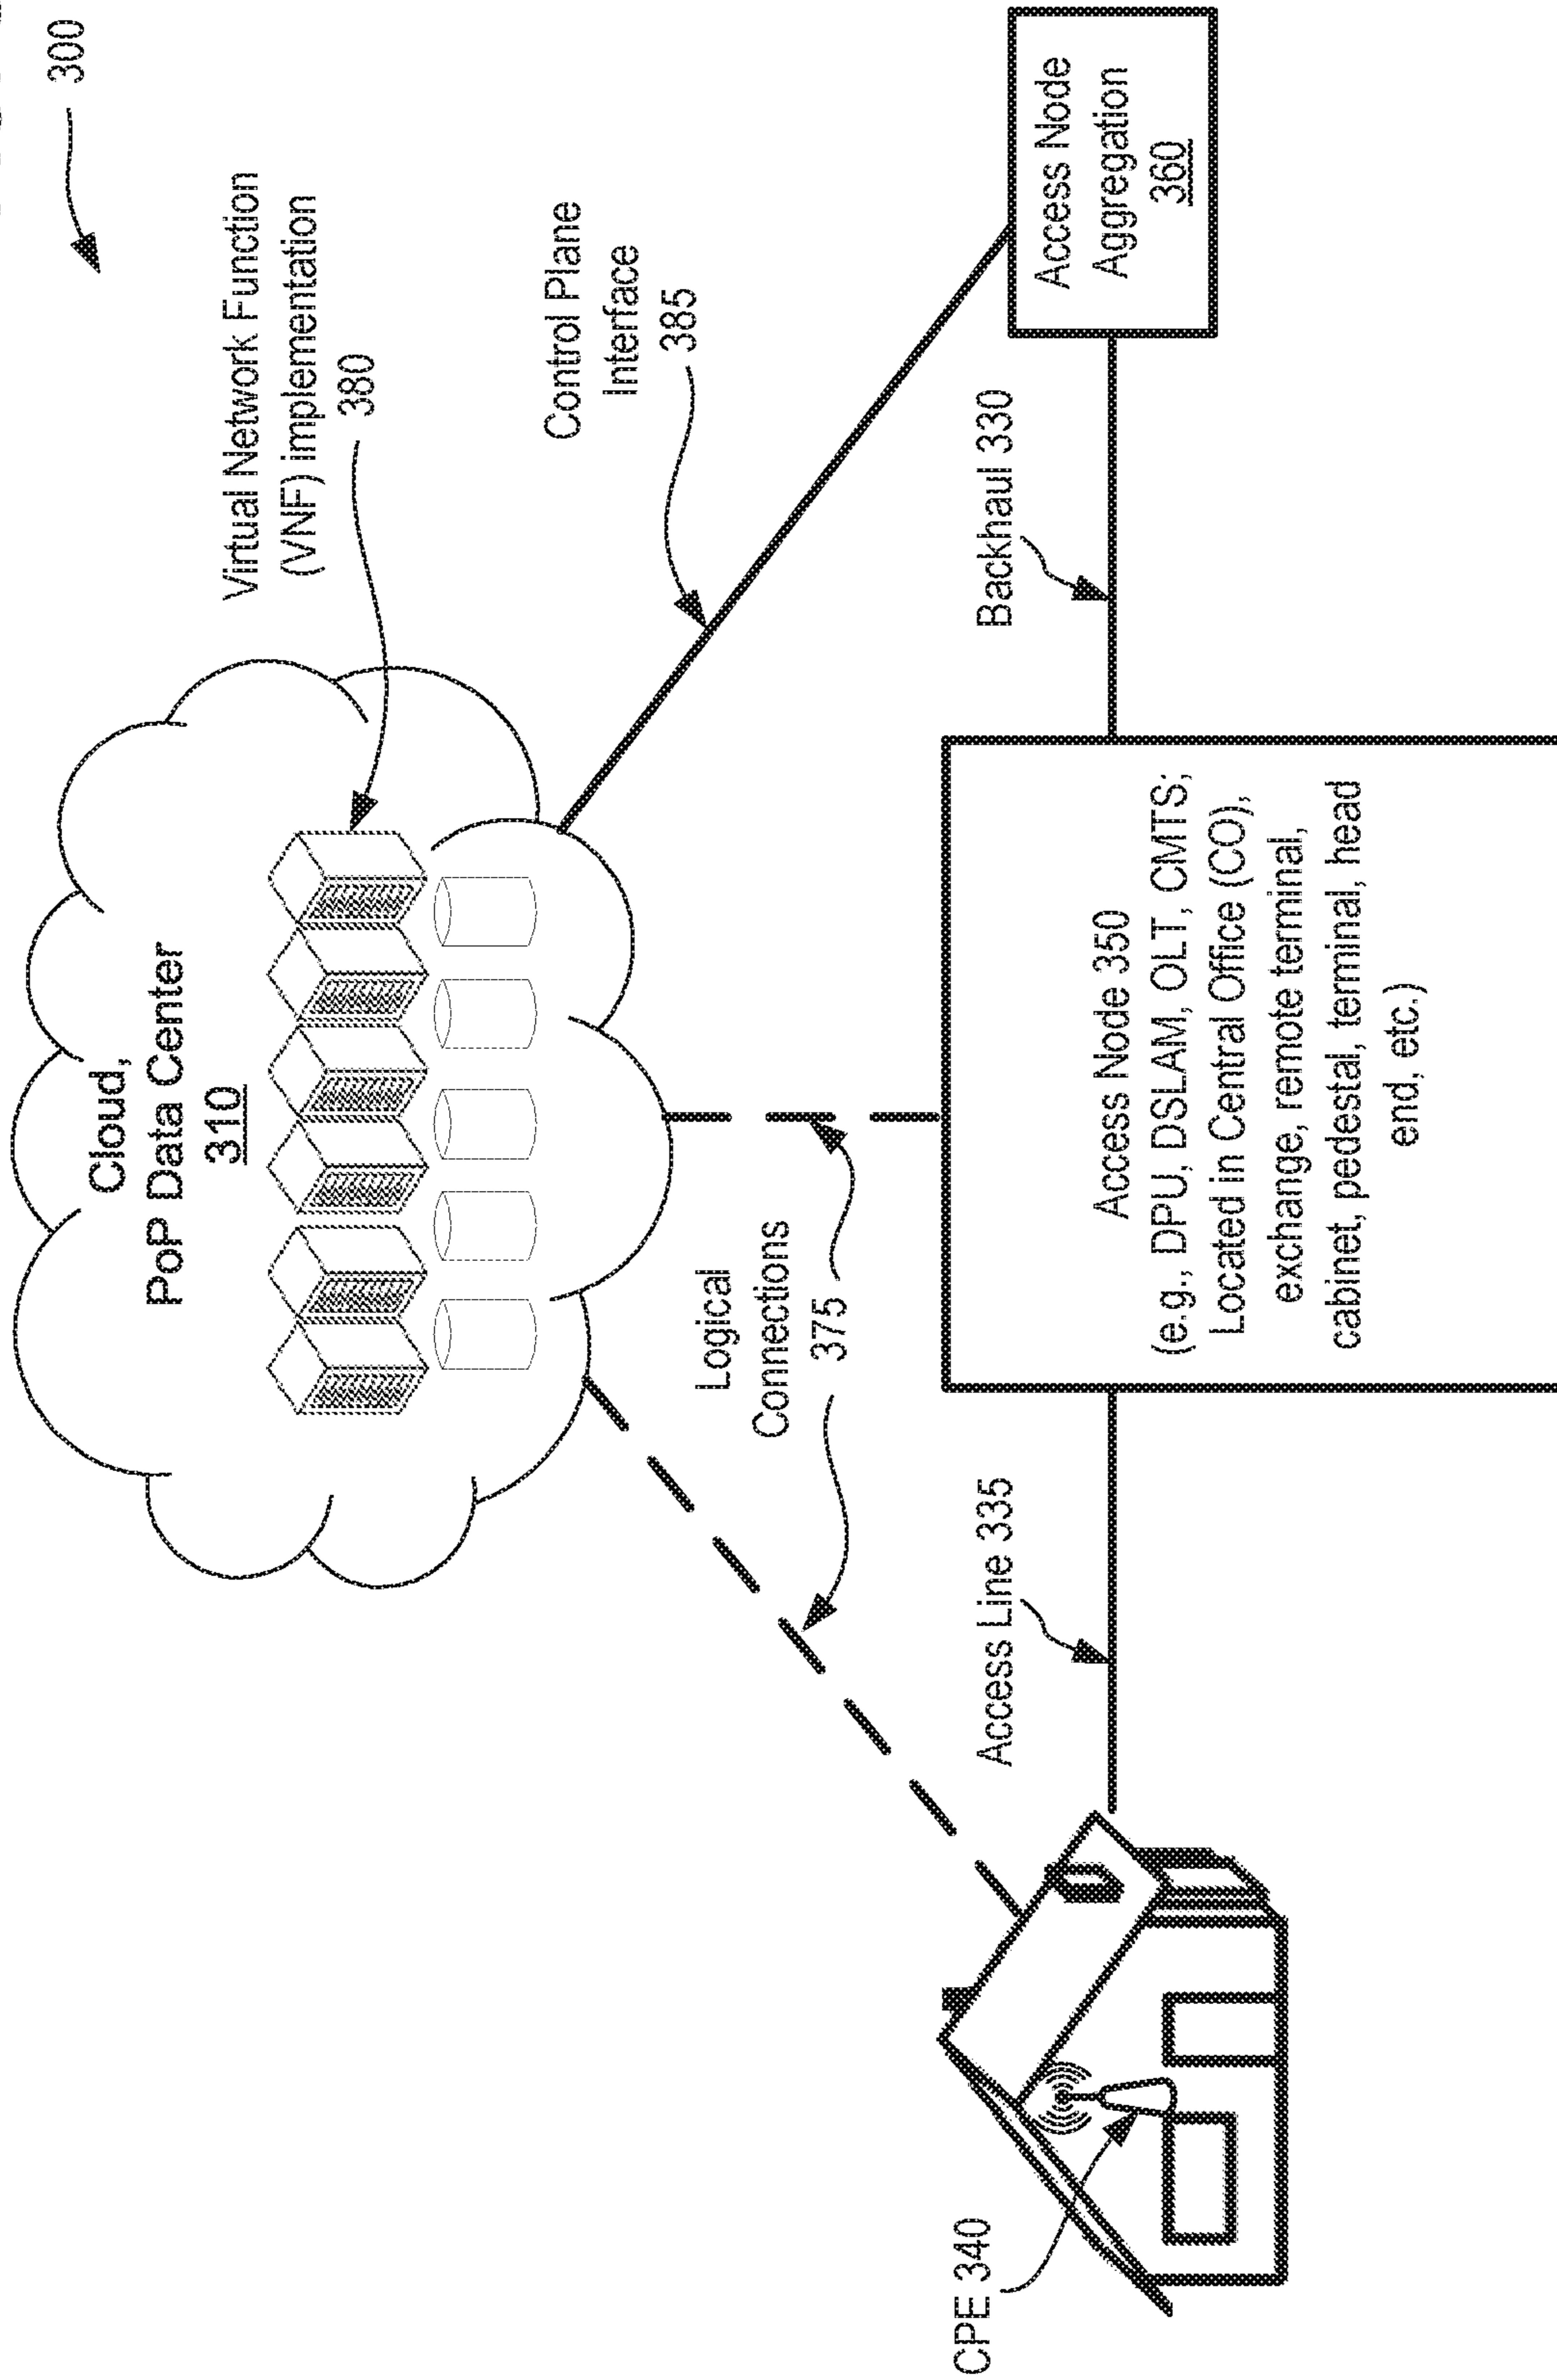 300
Cloud,
PoP Data Center
310
Virtual Network Function
(VNF) implementation
380
Control Plane
Interface
385
Logical
Connections
375
CPE 340
Access Line 335
Backhaul 330
Access Node 350
(e.g., DPU, DSLAM, OLT, CMTS;
Located in Central Office (CO),
exchange, remote terminal,
cabinet, pedestal, terminal, head
end, etc.)
Access Node
Aggregation
360